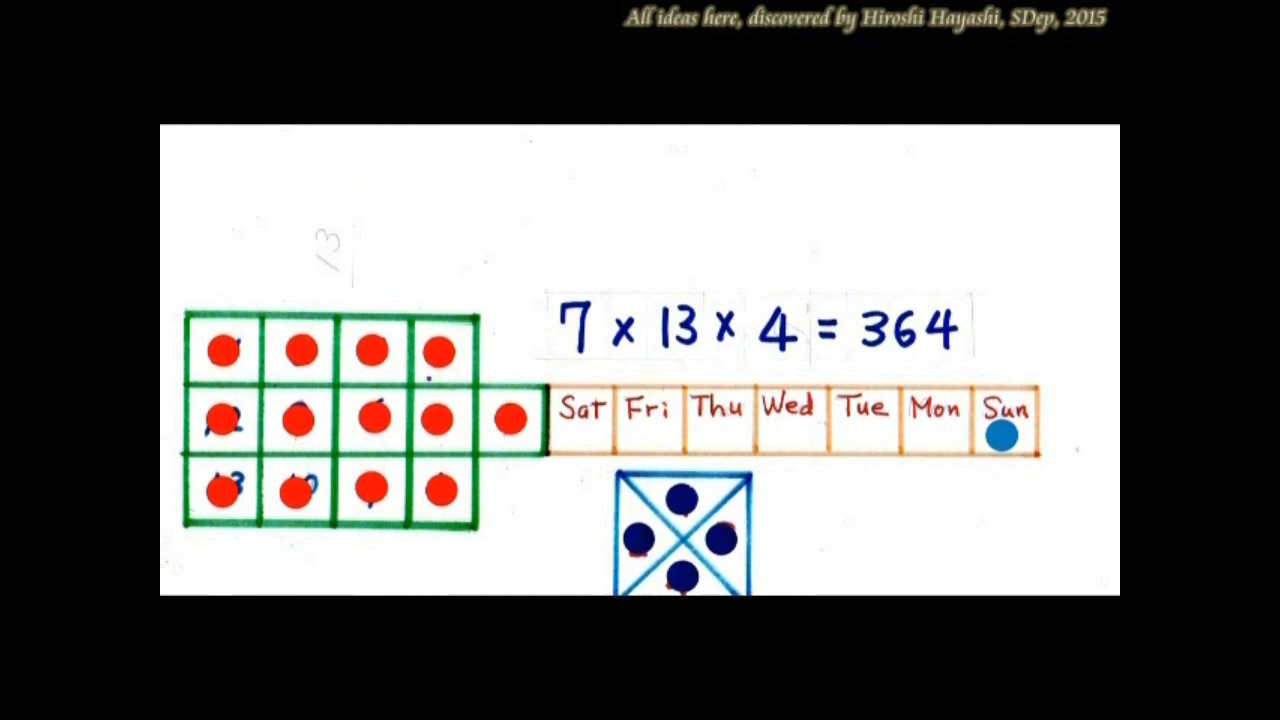 All ideas here, discovered by Hiroshi Hayashi, SDep, 2015
13
7 x 13 x 4 = 364
Sat Fri Thu Wed Tue Mon Sun